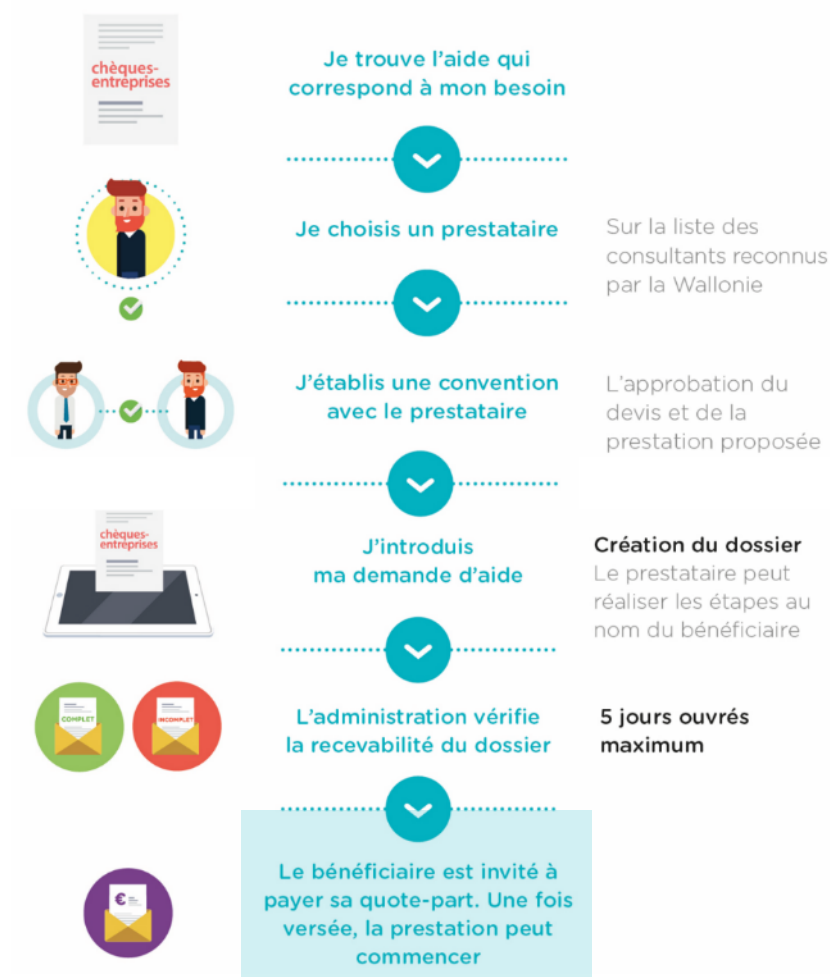 chèques-
entreprises
Je trouve l'aide qui
correspond à mon besoin
Je choisis un prestataire
Sur la liste des
consultants reconnus
par la Wallonie
J'établis une convention
avec le prestataire
L'approbation du
devis et de la
prestation proposée
chèques-
entreprises
J'introduis
ma demande d'aide
Création du dossier
Le prestataire peut
réaliser les étapes au
nom du bénéficiaire
COMPLET
INCOMPLET
L'administration vérifie
la recevabilité du dossier
5 jours ouvrés
maximum
€
Le bénéficiaire est invité à
payer sa quote-part. Une fois
versée, la prestation peut
commencer